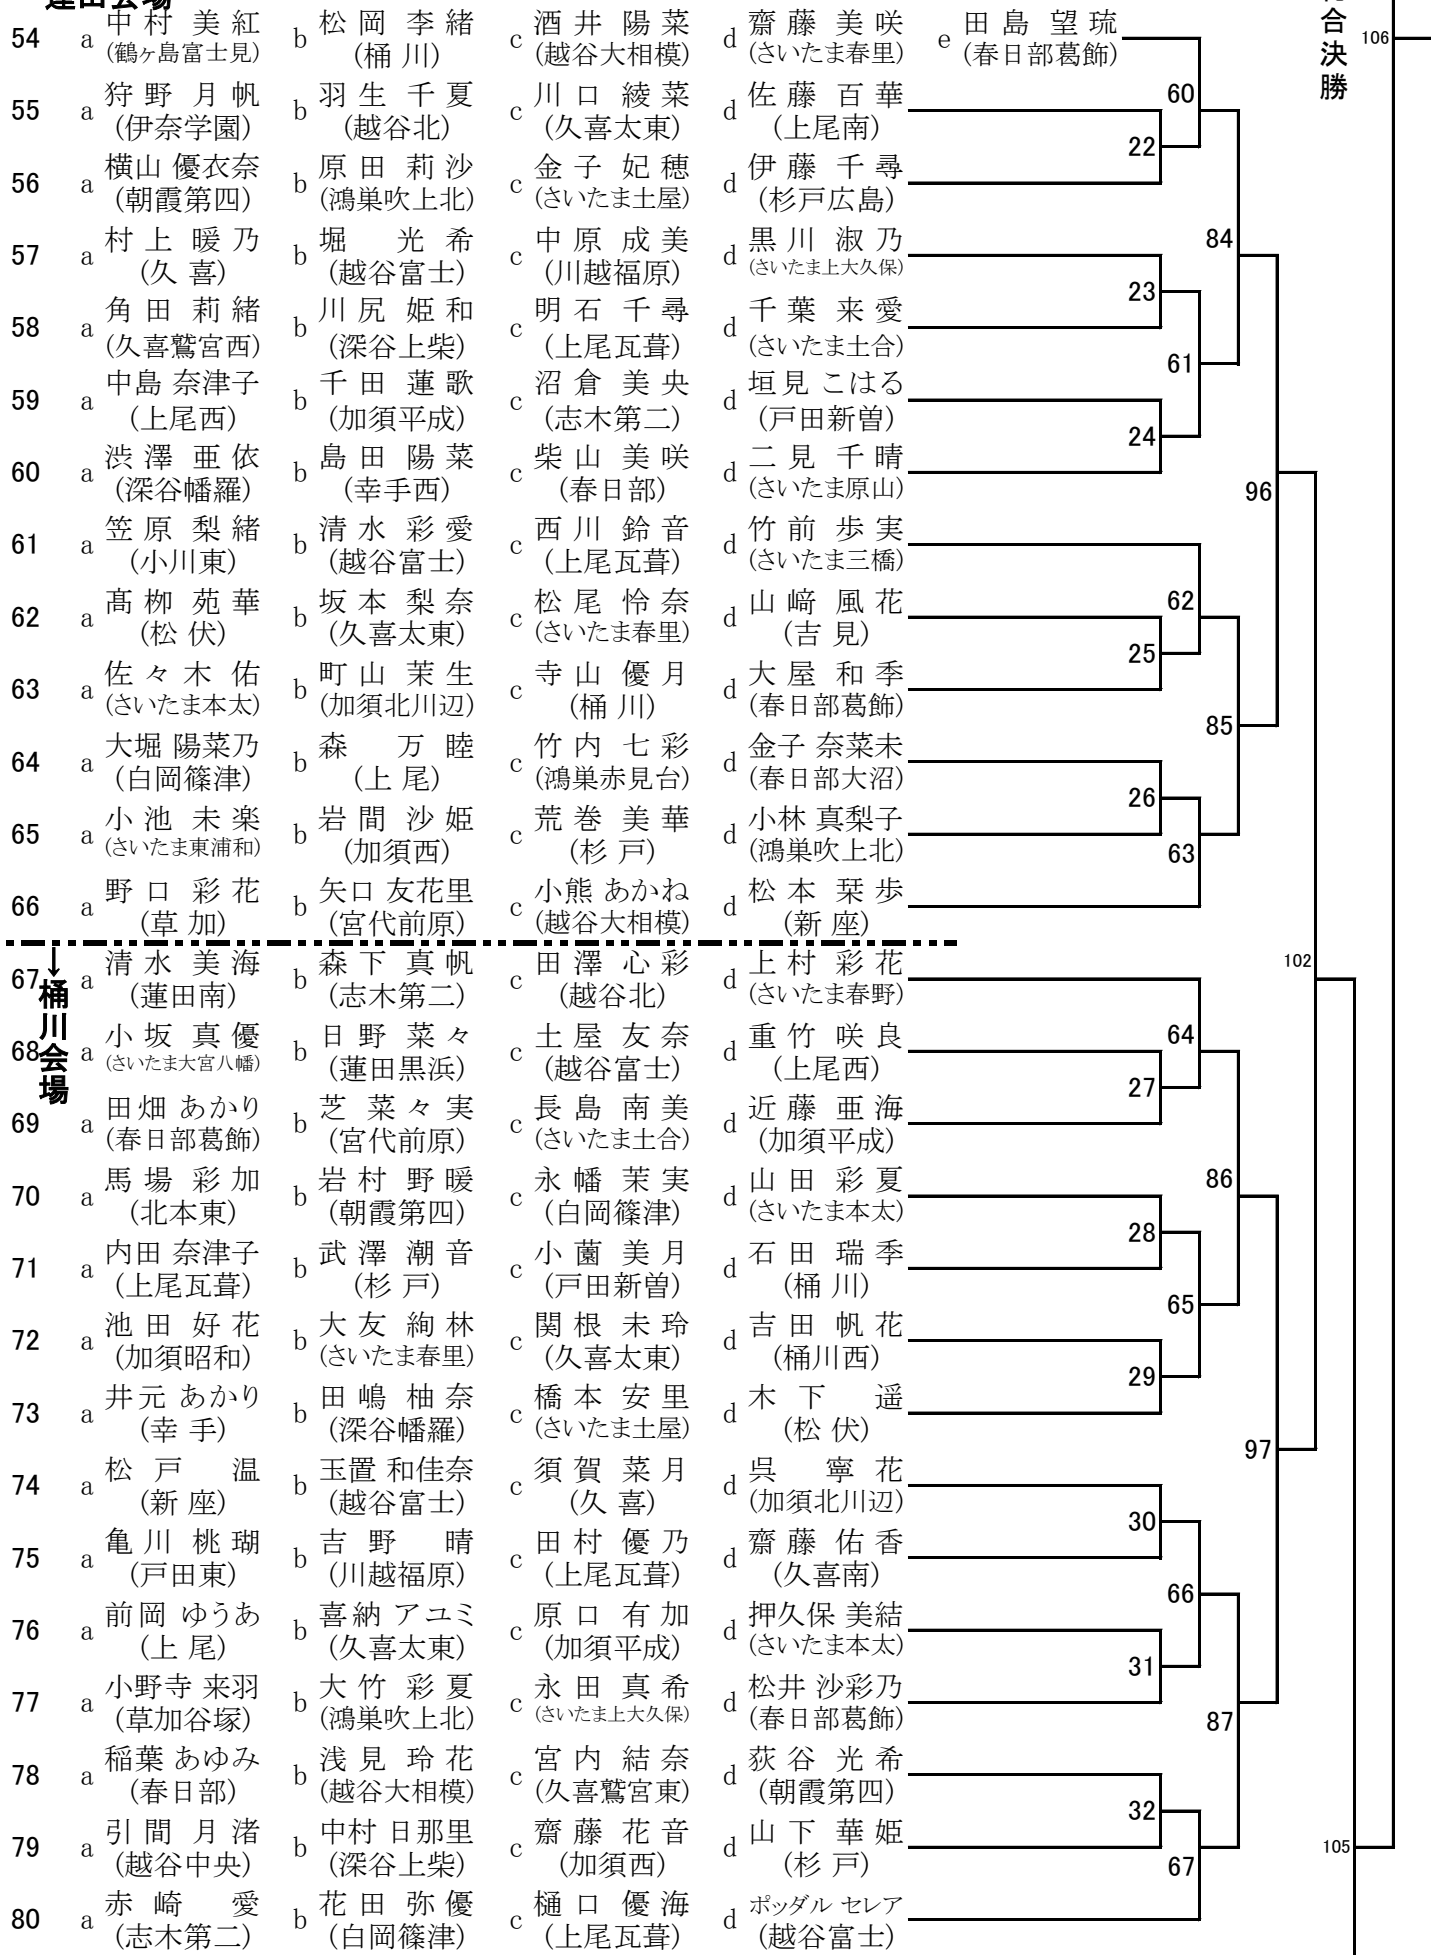 蓮田会場
合決勝
106
54 a 中村 美紅 b 松岡 李緒 c 酒井 陽菜 d 齋藤 美咲 e 田島 望琉
(鶴ヶ島富士見) (桶川) (越谷大相模) (さいたま春里) (春日部葛飾)
60
55 a 狩野 月帆 b 羽生 千夏 c 川口 綾菜 d 佐藤 百華
(伊奈学園) (越谷北) (久喜太東) (上尾南)
22
56 a 横山 優衣奈 b 原田 莉沙 c 金子 妃穂 d 伊藤 千尋
(朝霞第四) (鴻巣吹上北) (さいたま土屋) (杉戸広島)
84
57 a 村上 暖乃 b 堀 光希 c 中原 成美 d 黒川 淑乃
(久喜) (越谷富士) (川越福原) (さいたま上大久保)
23
58 a 角田 莉緒 b 川尻 姫和 c 明石 千尋 d 千葉 来愛
(久喜鷲宮西) (深谷上柴) (上尾瓦葺) (さいたま土合)
61
59 a 中島 奈津子 b 千田 蓮歌 c 沼倉 美央 d 垣見 こはる
(上尾西) (加須平成) (志木第二) (戸田新曽)
24
60 a 渋澤 亜依 b 島田 陽菜 c 柴山 美咲 d 二見 千晴
(深谷幡羅) (幸手西) (春日部) (さいたま原山)
96
61 a 笠原 梨緒 b 清水 彩愛 c 西川 鈴音 d 竹前 歩実
(小川東) (越谷富士) (上尾瓦葺) (さいたま三橋)
62
62 a 髙栁 苑華 b 坂本 梨奈 c 松尾 怜奈 d 山﨑 風花
(松伏) (久喜太東) (さいたま春里) (吉見)
25
63 a 佐々木 佑 b 町山 茉生 c 寺山 優月 d 大屋 和季
(さいたま本太) (加須北川辺) (桶川) (春日部葛飾)
85
64 a 大堀 陽菜乃 b 森 万睦 c 竹内 七彩 d 金子 奈菜未
(白岡篠津) (上尾) (鴻巣赤見台) (春日部大沼)
26
65 a 小池 未楽 b 岩間 沙姫 c 荒巻 美華 d 小林 真梨子
(さいたま東浦和) (加須西) (杉戸) (鴻巣吹上北)
63
66 a 野口 彩花 b 矢口 友花里 c 小熊 あかね d 松本 栞歩
(草加) (宮代前原) (越谷大相模) (新座)
102
↓桶川会場
67 a 清水 美海 b 森下 真帆 c 田澤 心彩 d 上村 彩花
(蓮田南) (志木第二) (越谷北) (さいたま春野)
64
68 a 小坂 真優 b 日野 菜々 c 土屋 友奈 d 重竹 咲良
(さいたま大宮八幡) (蓮田黒浜) (越谷富士) (上尾西)
27
69 a 田畑 あかり b 芝 菜々実 c 長島 南美 d 近藤 亜海
(春日部葛飾) (宮代前原) (さいたま土合) (加須平成)
86
70 a 馬場 彩加 b 岩村 野暖 c 永幡 茉実 d 山田 彩夏
(北本東) (朝霞第四) (白岡篠津) (さいたま本太)
28
71 a 内田 奈津子 b 武澤 潮音 c 小薗 美月 d 石田 瑞季
(上尾瓦葺) (杉戸) (戸田新曽) (桶川)
65
72 a 池田 好花 b 大友 絢林 c 関根 未玲 d 吉田 帆花
(加須昭和) (さいたま春里) (久喜太東) (桶川西)
29
73 a 井元 あかり b 田嶋 柚奈 c 橋本 安里 d 木下 遥
(幸手) (深谷幡羅) (さいたま土屋) (松伏)
97
74 a 松戸 温 b 玉置 和佳奈 c 須賀 菜月 d 呉 寧花
(新座) (越谷富士) (久喜) (加須北川辺)
30
75 a 亀川 桃瑚 b 吉野 晴 c 田村 優乃 d 齋藤 佑香
(戸田東) (川越福原) (上尾瓦葺) (久喜南)
66
76 a 前岡 ゆうあ b 喜納 アユミ c 原口 有加 d 押久保 美結
(上尾) (久喜太東) (加須平成) (さいたま本太)
31
77 a 小野寺 来羽 b 大竹 彩夏 c 永田 真希 d 松井 沙彩乃
(草加谷塚) (鴻巣吹上北) (さいたま上大久保) (春日部葛飾)
87
78 a 稲葉 あゆみ b 浅見 玲花 c 宮内 結奈 d 荻谷 光希
(春日部) (越谷大相模) (久喜鷲宮東) (朝霞第四)
32
79 a 引間 月渚 b 中村 日那里 c 齋藤 花音 d 山下 華姫
(越谷中央) (深谷上柴) (加須西) (杉戸)
105
67
80 a 赤崎 愛 b 花田 弥優 c 樋口 優海 d ポッダル セレア
(志木第二) (白岡篠津) (上尾瓦葺) (越谷富士)